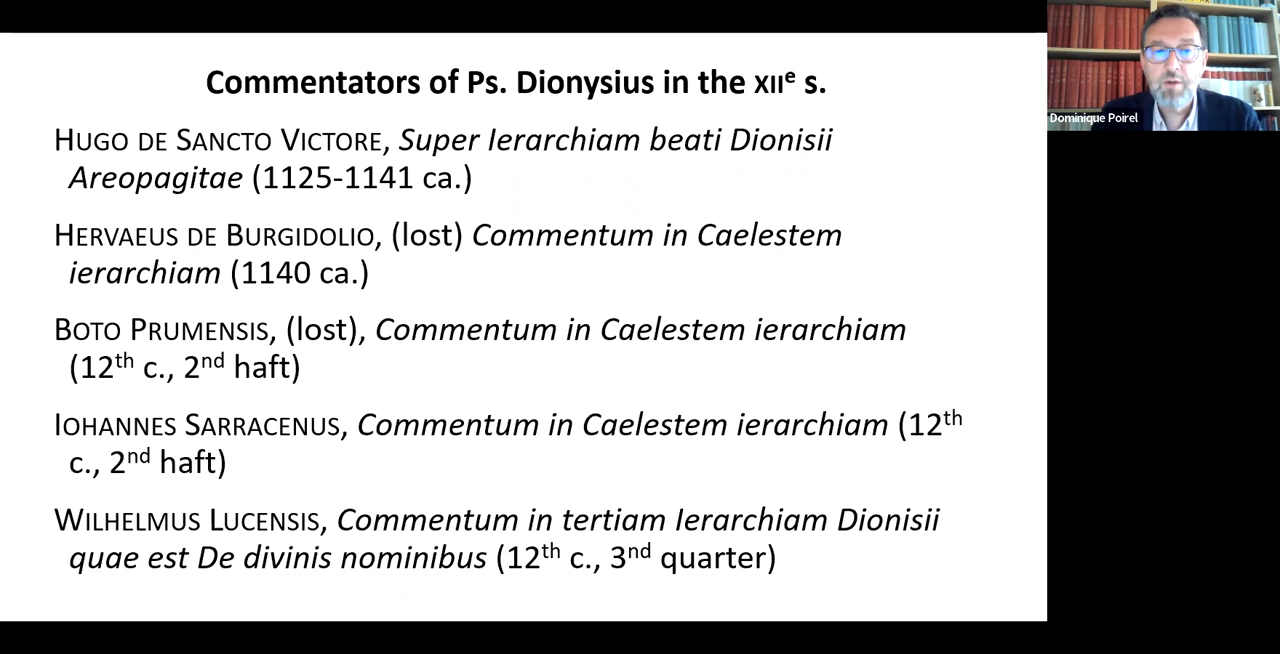 Commentators of Ps. Dionysius in the XIIᵉ s.
HUGO DE SANCTO VICTORE, Super Ierarchiam beati Dionisii
Areopagitae (1125-1141 ca.)
HERVAEUS DE BURGIDOLIO, (lost) Commentum in Caelestem
ierarchiam (1140 ca.)
BOTO PRUMENSIS, (lost), Commentum in Caelestem ierarchiam
(12th c., 2nd haft)
IOHANNES SARRACENUS, Commentum in Caelestem ierarchiam (12th
c., 2nd haft)
WILHELMUS LUCENSIS, Commentum in tertiam Ierarchiam Dionisii
quae est De divinis nominibus (12th c., 3nd quarter)
Dominique Poirel